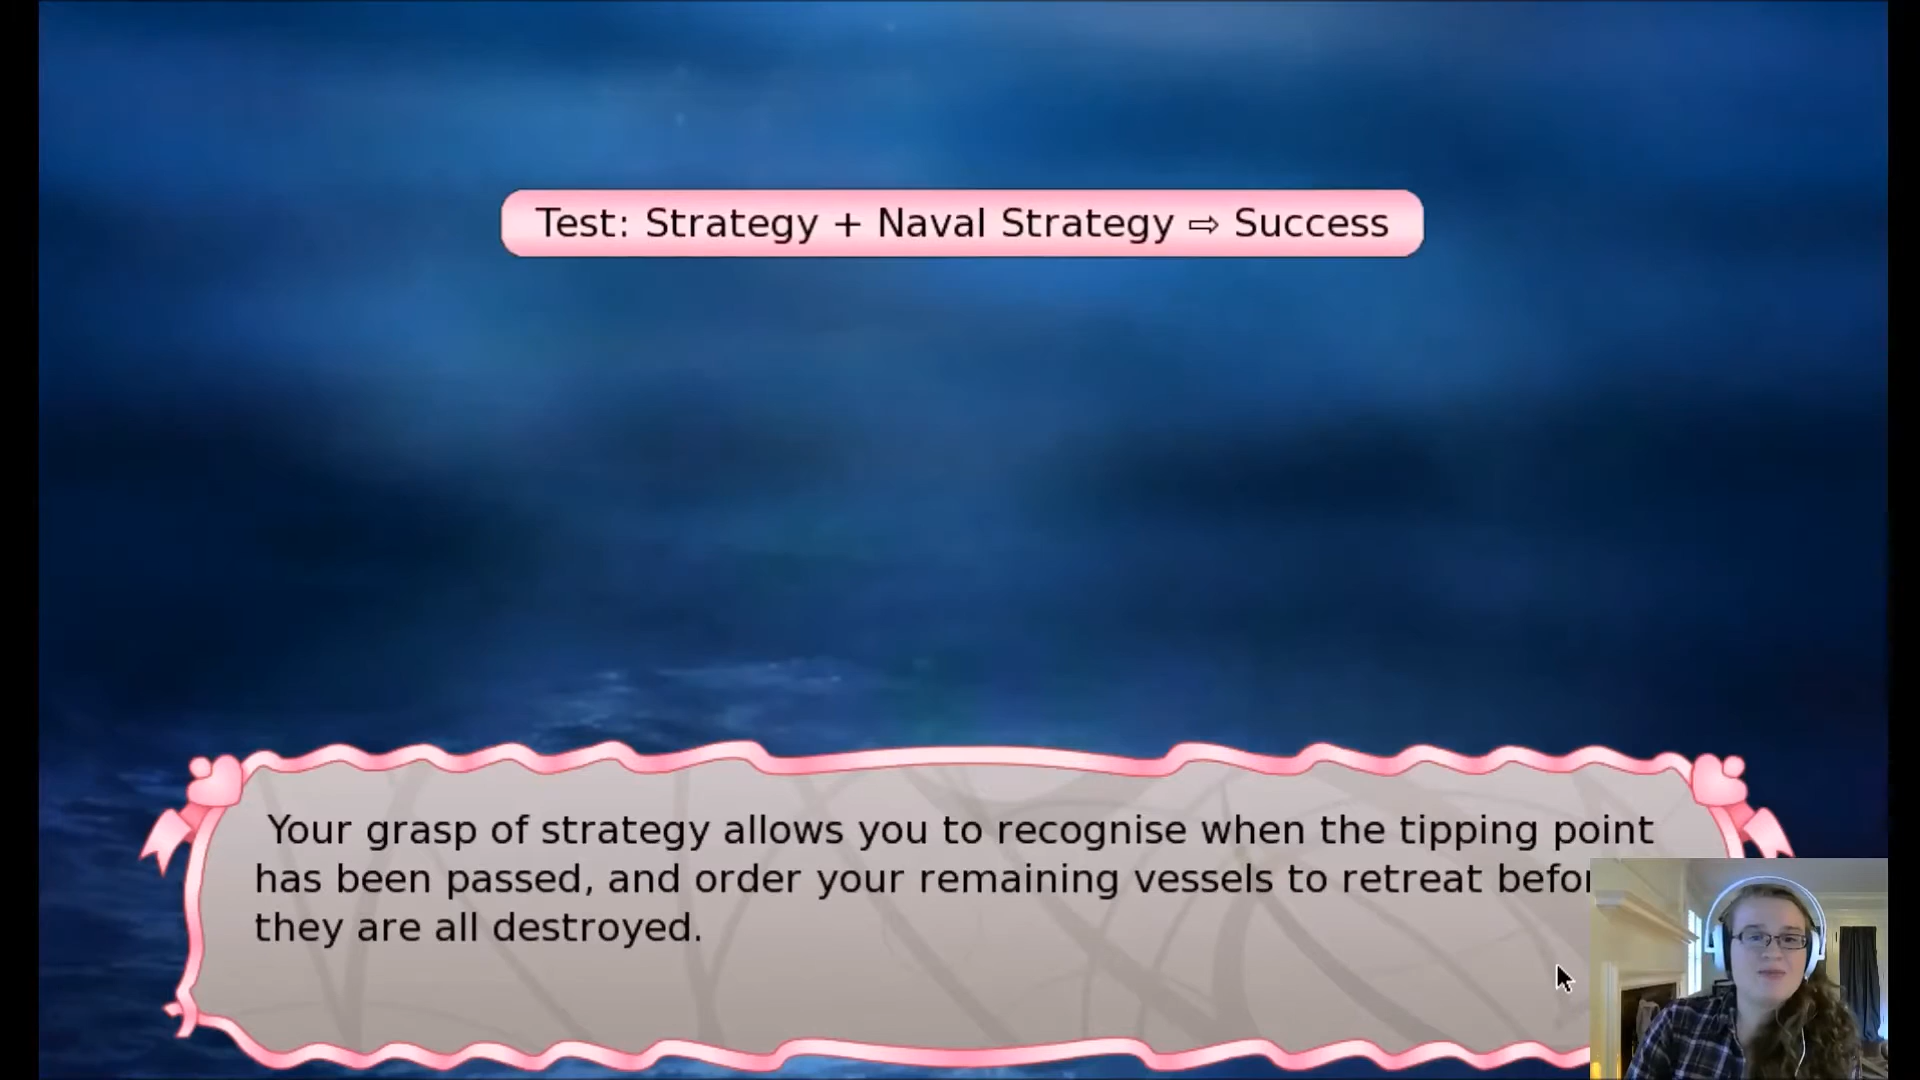 Test: Strategy + Naval Strategy ⇨ Success
Your grasp of strategy allows you to recognise when the tipping point
has been passed, and order your remaining vessels to retreat
they are all destroyed.